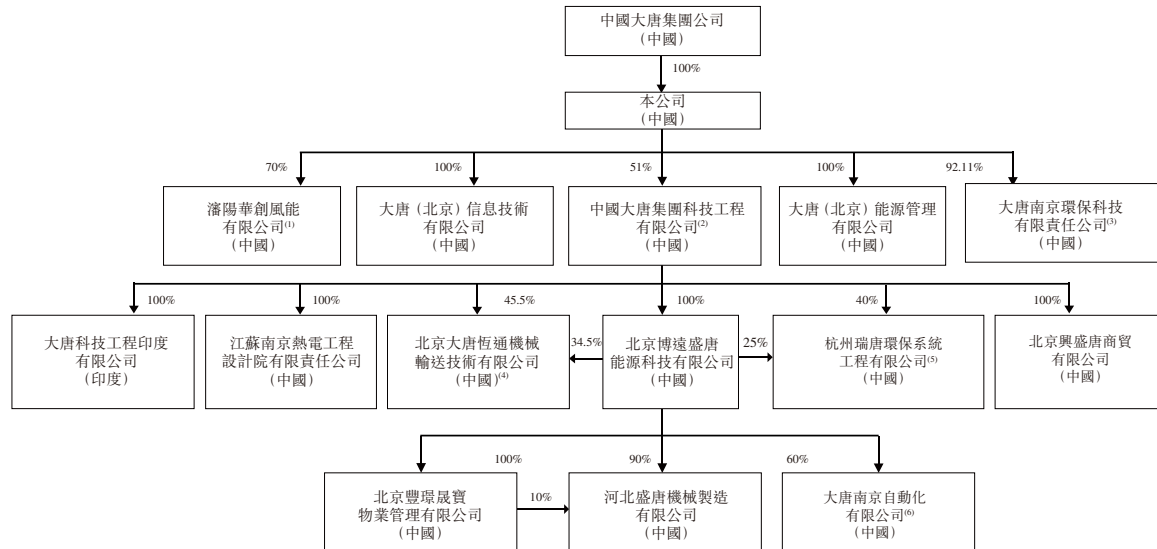 中國大唐集團公司
(中國)
100%
本公司
(中國)
70%
100%
51%
100%
92.11%
瀋陽華創風能
有限公司(1)
(中國)
大唐(北京)信息技術
有限公司
(中國)
中國大唐集團科技工程
有限公司(2)
(中國)
大唐(北京)能源管理
有限公司
(中國)
大唐南京環保科技
有限責任公司(3)
(中國)
100%
100%
45.5%
100%
40%
100%
大唐科技工程印度
有限公司
(印度)
江蘇南京熱電工程
設計院有限責任公司
(中國)
北京大唐恆通機械
輸送技術有限公司
(中國)(4)
34.5%
北京博遠盛唐
能源科技有限公司
(中國)
25%
杭州瑞唐環保系統
工程有限公司(5)
(中國)
北京興盛唐商貿
有限公司
(中國)
100%
90%
60%
北京豐璟晟寶
物業管理有限公司
(中國)
10%
河北盛唐機械製造
有限公司
(中國)
大唐南京自動化
有限公司(6)
(中國)